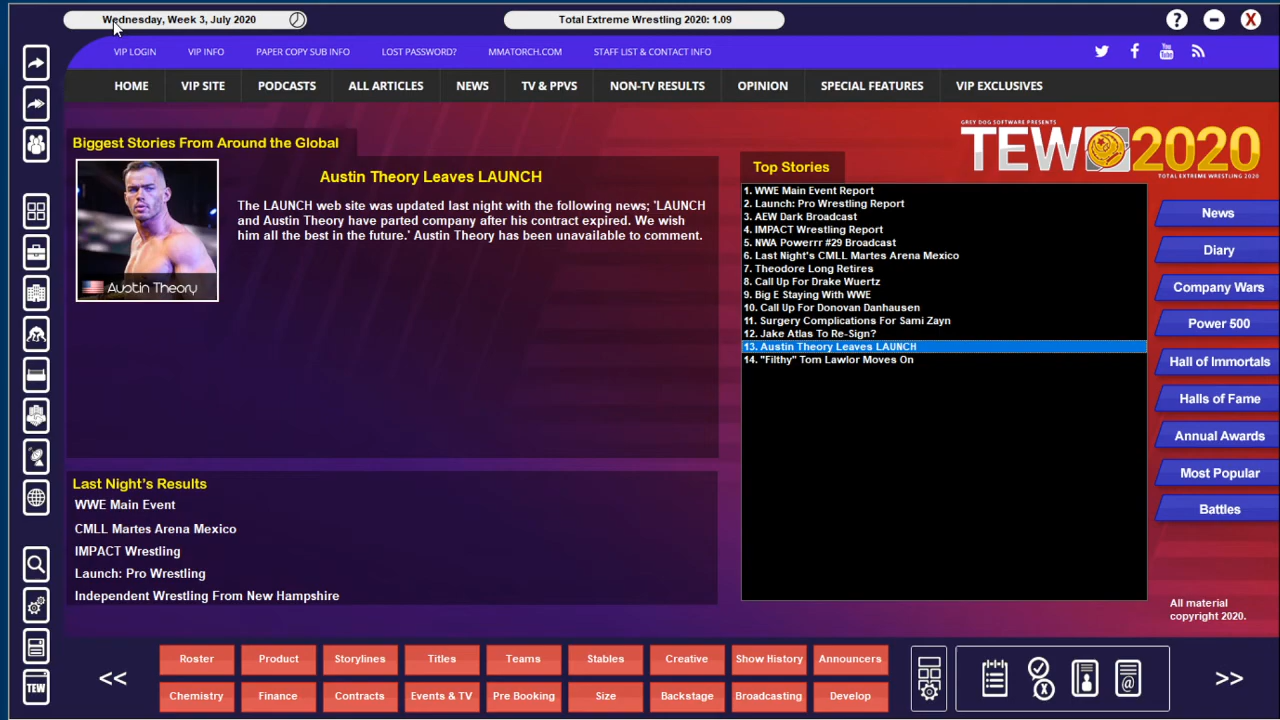 Wednesday, Week 3, July 2020
Total Extreme Wrestling 2020: 1.09
?
X
VIP LOGIN VIP INFO PAPER COPY SUB INFO LOST PASSWORD? MMATORCH.COM STAFF LIST & CONTACT INFO
HOME VIP SITE PODCASTS ALL ARTICLES NEWS TV & PPVS NON-TV RESULTS OPINION SPECIAL FEATURES VIP EXCLUSIVES
GREY DOG SOFTWARE PRESENTS
TEW 2020
TOTAL EXTREME WRESTLING 2020
Biggest Stories From Around the Global
Austin Theory Leaves LAUNCH
The LAUNCH web site was updated last night with the following news; 'LAUNCH
and Austin Theory have parted company after his contract expired. We wish
him all the best in the future.' Austin Theory has been unavailable to comment.
Austin Theory
Top Stories
1. WWE Main Event Report
2. Launch: Pro Wrestling Report
3. AEW Dark Broadcast
4. IMPACT Wrestling Report
5. NWA Powerrr #29 Broadcast
6. Last Night's CMLL Martes Arena Mexico
7. Theodore Long Retires
8. Call Up For Drake Wuertz
9. Big E Staying With WWE
10. Call Up For Donovan Danhausen
11. Surgery Complications For Sami Zayn
12. Jake Atlas To Re-Sign?
13. Austin Theory Leaves LAUNCH
14. "Filthy" Tom Lawlor Moves On
News
Diary
Company Wars
Power 500
Hall of Immortals
Halls of Fame
Annual Awards
Most Popular
Battles
All material
copyright 2020.
Last Night's Results
WWE Main Event
CMLL Martes Arena Mexico
IMPACT Wrestling
Launch: Pro Wrestling
Independent Wrestling From New Hampshire
TEW
<<
Roster Product Storylines Titles Teams Stables Creative Show History Announcers
Chemistry Finance Contracts Events & TV Pre Booking Size Backstage Broadcasting Develop
>>